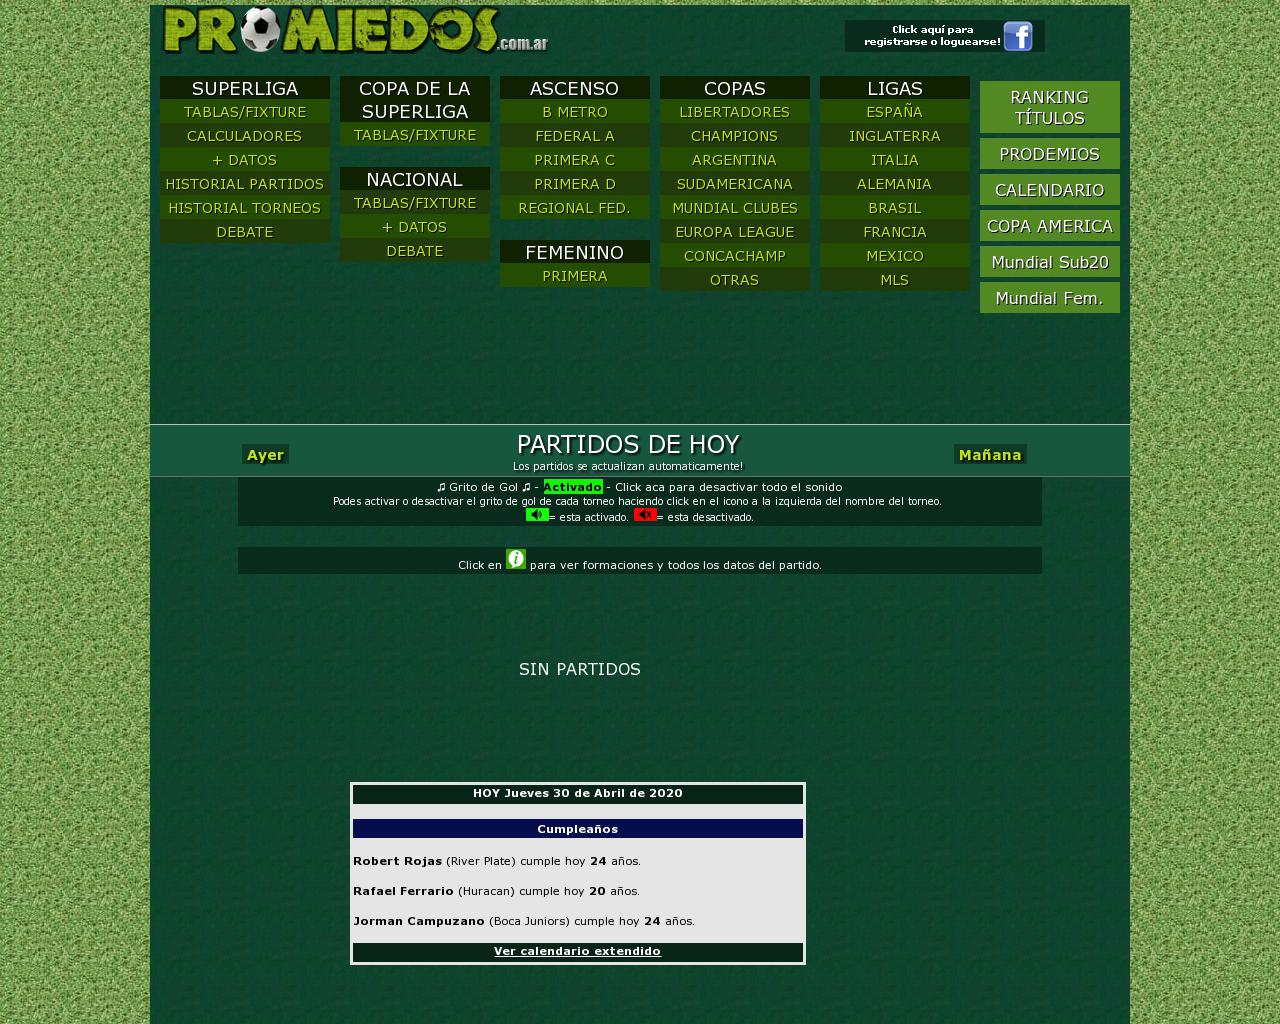 PROMIEDOS.com.ar
Click aquí para
registrarse o loguearse!
SUPERLIGA
TABLAS/FIXTURE
CALCULADORES
+ DATOS
HISTORIAL PARTIDOS
HISTORIAL TORNEOS
DEBATE
COPA DE LA
SUPERLIGA
TABLAS/FIXTURE
NACIONAL
TABLAS/FIXTURE
+ DATOS
DEBATE
ASCENSO
B METRO
FEDERAL A
PRIMERA C
PRIMERA D
REGIONAL FED.
FEMENINO
PRIMERA
COPAS
LIBERTADORES
CHAMPIONS
ARGENTINA
SUDAMERICANA
MUNDIAL CLUBES
EUROPA LEAGUE
CONCACHAMP
OTRAS
LIGAS
ESPAÑA
INGLATERRA
ITALIA
ALEMANIA
BRASIL
FRANCIA
MEXICO
MLS
RANKING
TÍTULOS
PRODEMIOS
CALENDARIO
COPA AMERICA
Mundial Sub20
Mundial Fem.
Ayer
PARTIDOS DE HOY
Los partidos se actualizan automaticamente!
Mañana
♫ Grito de Gol ♫ - Activado - Click aca para desactivar todo el sonido
Podes activar o desactivar el grito de gol de cada torneo haciendo click en el icono a la izquierda del nombre del torneo.
= esta activado. = esta desactivado.
Click en i para ver formaciones y todos los datos del partido.
SIN PARTIDOS
HOY Jueves 30 de Abril de 2020
Cumpleaños
Robert Rojas (River Plate) cumple hoy 24 años.
Rafael Ferrario (Huracan) cumple hoy 20 años.
Jorman Campuzano (Boca Juniors) cumple hoy 24 años.
Ver calendario extendido